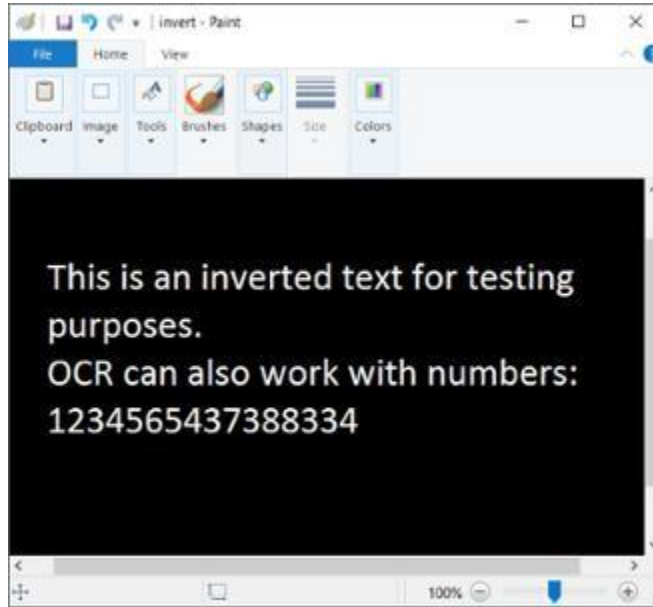 invert - Paint
File Home View
Clipboard Image Tools Brushes Shapes Size Colors
This is an inverted text for testing
purposes.
OCR can also work with numbers:
1234565437388334
100%